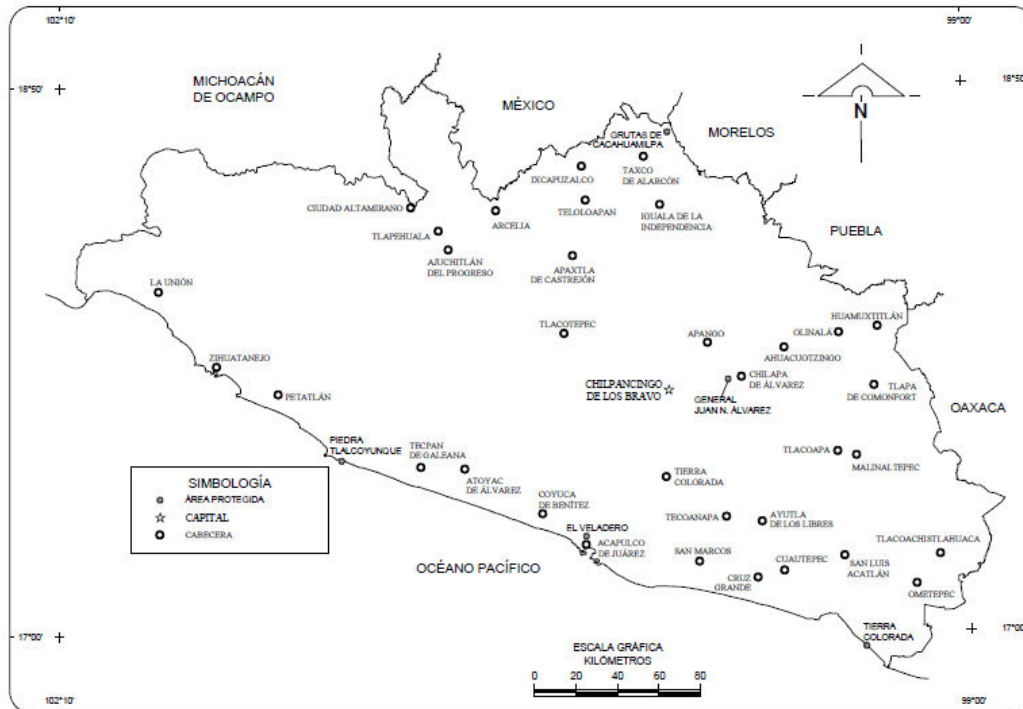 102°10'
99°00'
18°50'
18°50'
MICHOACÁN
DE OCAMPO
MÉXICO
N
GRUTAS DE
CACAHUAMILPA
MORELOS
IXCAPUZALCO
TAXCO
DE ALARCÓN
CIUDAD ALTAMIRANO
ARCELIA
TELOLOAPAN
IGUALA DE LA
INDEPENDENCIA
TLAPEHUALA
PUEBLA
AJUCHITLÁN
DEL PROGRESO
APAXTLA
DE CASTREJÓN
LA UNIÓN
HUAMUXTITLÁN
TLACOTEPEC
APANGO
OLINALÁ
AHUACUOTZINGO
ZIHUATANEJO
CHILAPA
DE ÁLVAREZ
CHILPANCINGO
DE LOS BRAVO
TLAPA
DE COMONFORT
PETATLÁN
GENERAL
JUAN N. ÁLVAREZ
OAXACA
PIEDRA
TLALCOYUNQUE
TECPAN
DE GALEANA
TLACOAPA
MALINALTEPEC
ATOYAC
DE ÁLVAREZ
TIERRA
COLORADA
SIMBOLOGÍA
ÁREA PROTEGIDA
CAPITAL
CABECERA
COYUCA
DE BENÍTEZ
TECOANAPA
AYUTLA
DE LOS LIBRES
EL VELADERO
ACAPULCO
DE JUÁREZ
TLACOACHISTLAHUACA
SAN MARCOS
CUAUTEPEC
SAN LUIS
ACATLÁN
OCÉANO PACÍFICO
CRUZ
GRANDE
OMETEPEC
17°00'
17°00'
TIERRA
COLORADA
ESCALA GRÁFICA
KILÓMETROS
0 20 40 60 80
102°10'
99°00'